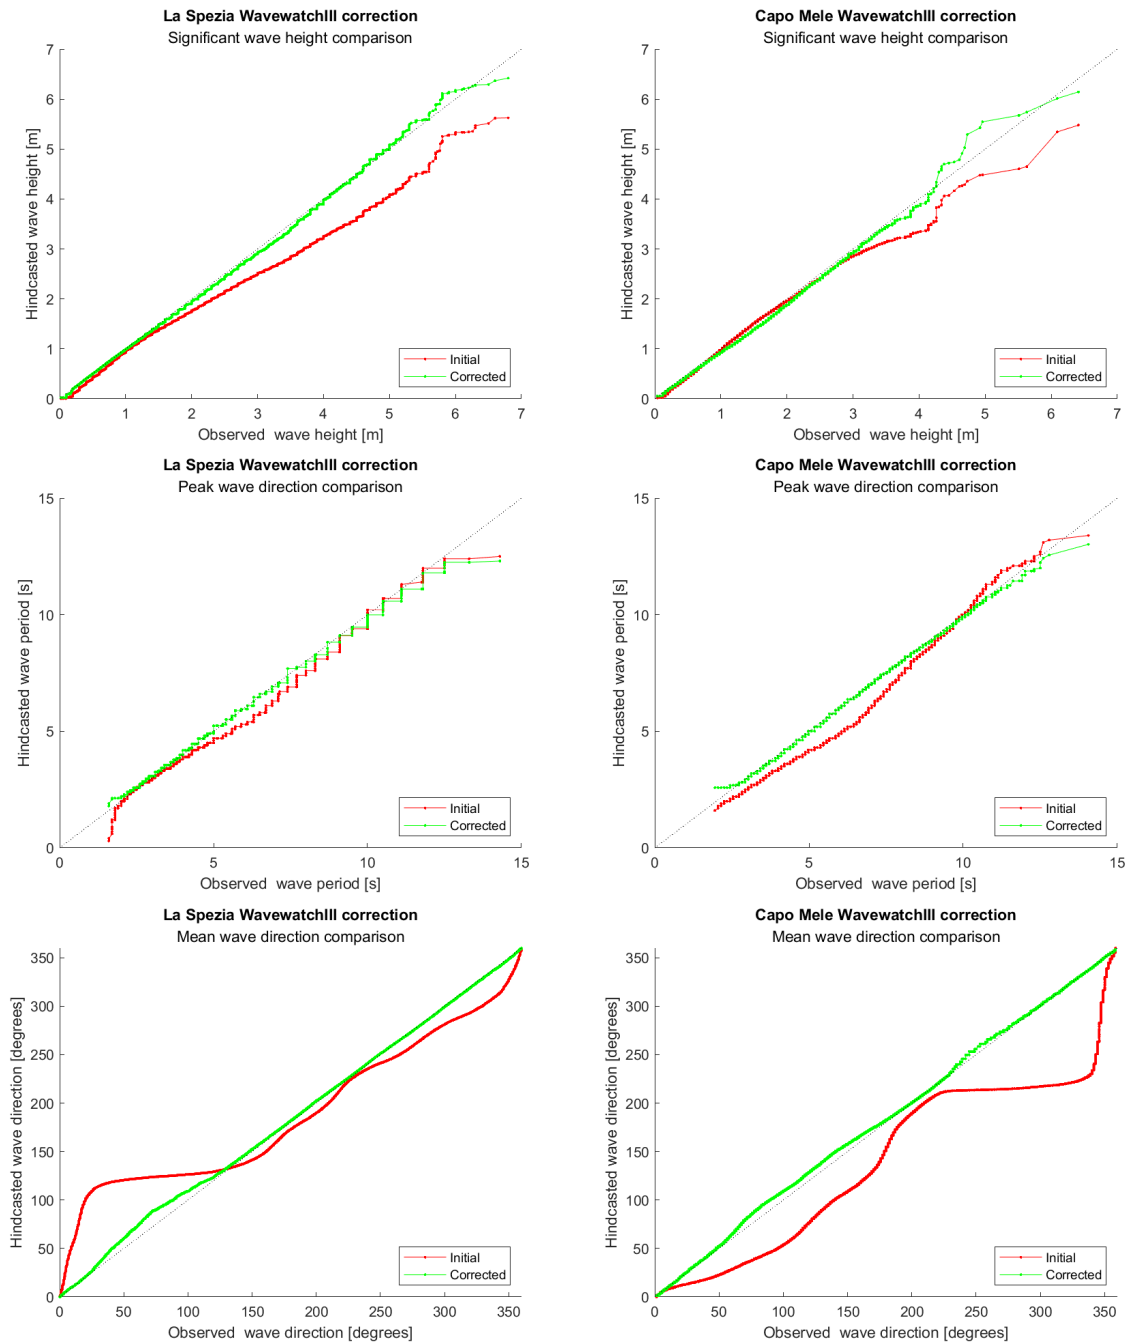 La Spezia WavewatchIII correction
Significant wave height comparison
7
6
5
4
3
2
1
0
Hindcasted wave height [m]
0 1 2 3 4 5 6 7
Observed  wave height [m]
Initial
Corrected
Capo Mele WavewatchIII correction
Significant wave height comparison
7
6
5
4
3
2
1
0
Hindcasted wave height [m]
0 1 2 3 4 5 6 7
Observed  wave height [m]
Initial
Corrected
La Spezia WavewatchIII correction
Peak wave direction comparison
15
10
5
0
Hindcasted wave period [s]
0 5 10 15
Observed  wave period [s]
Initial
Corrected
Capo Mele WavewatchIII correction
Peak wave direction comparison
15
10
5
0
Hindcasted wave period [s]
0 5 10 15
Observed  wave period [s]
Initial
Corrected
La Spezia WavewatchIII correction
Mean wave direction comparison
350
300
250
200
150
100
50
0
Hindcasted wave direction [degrees]
0 50 100 150 200 250 300 350
Observed  wave direction [degrees]
Initial
Corrected
Capo Mele WavewatchIII correction
Mean wave direction comparison
350
300
250
200
150
100
50
0
Hindcasted wave direction [degrees]
0 50 100 150 200 250 300 350
Observed  wave direction [degrees]
Initial
Corrected